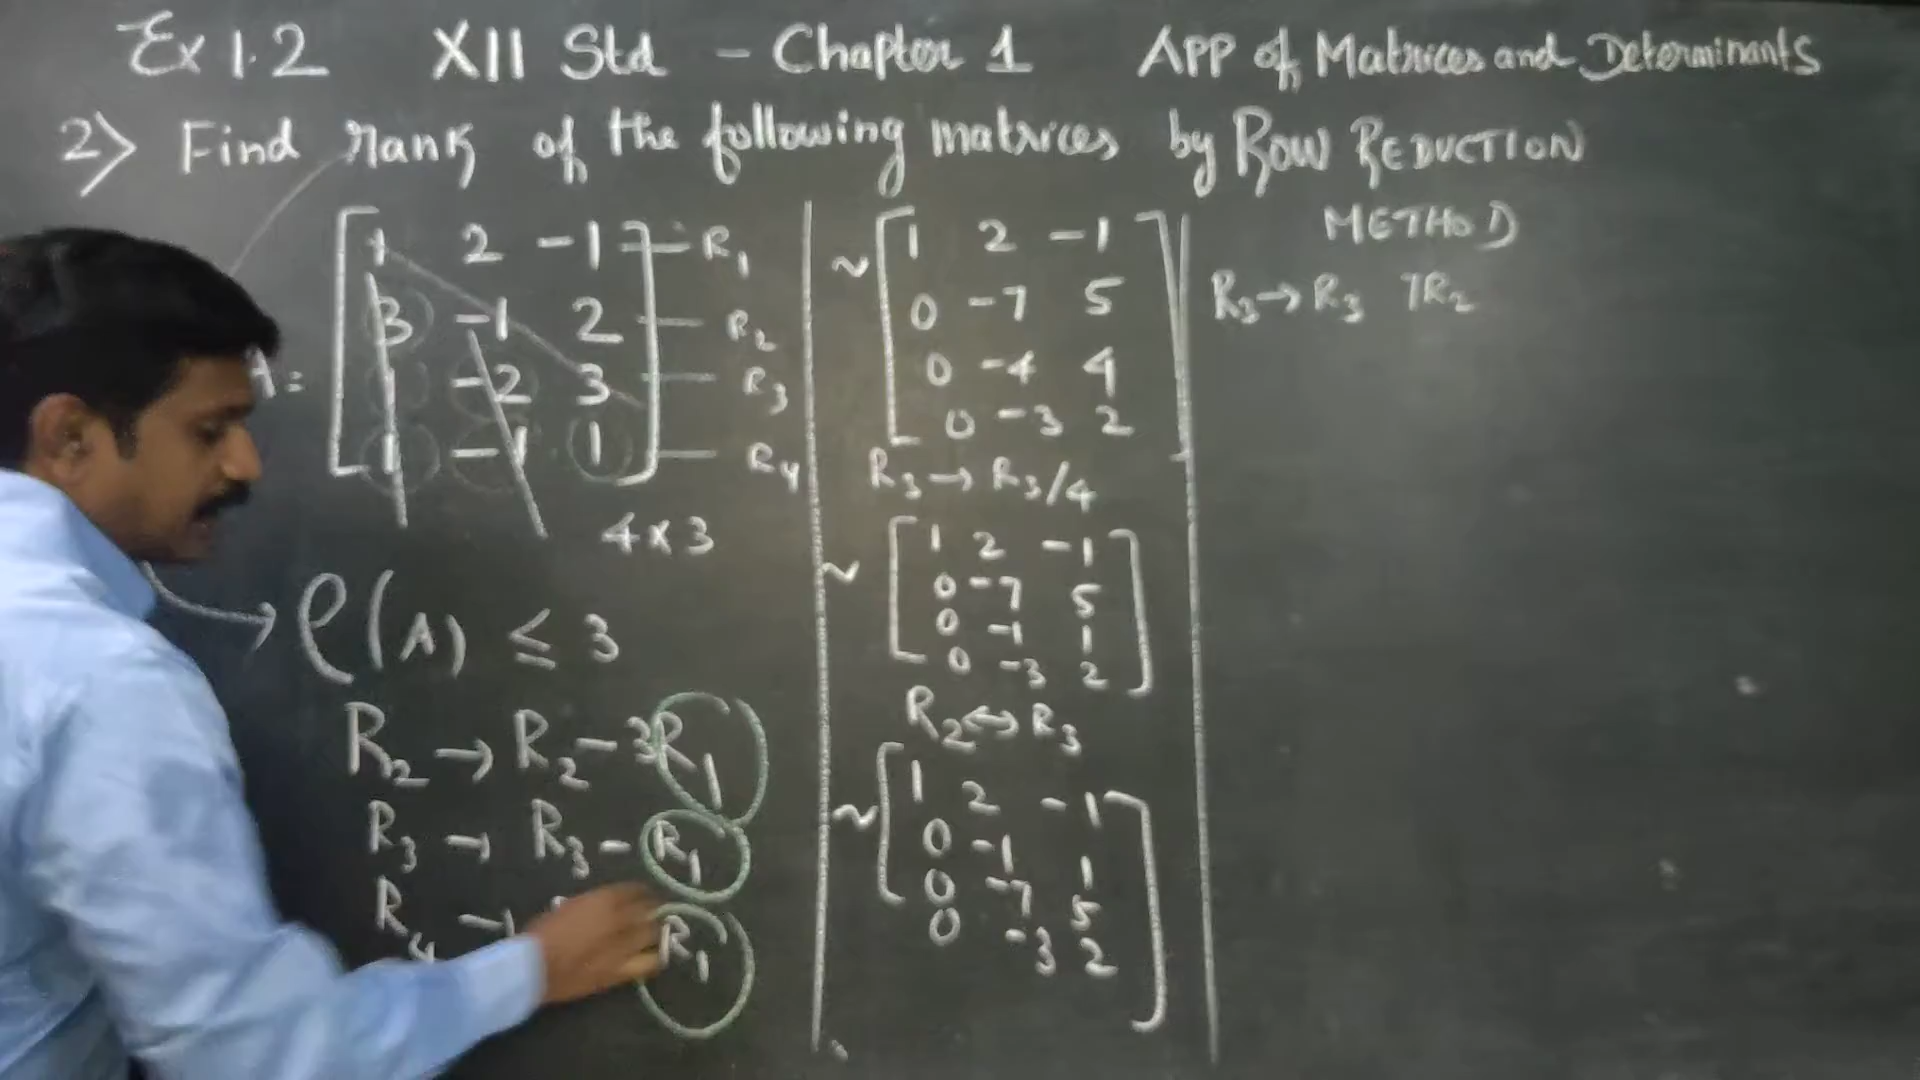 Ex 1.2 XII Std - Chapter 1 APP of Matrices and Determinants
2) Find rank of the following matrices by ROW REDUCTION
METHOD
A =
1 2 -1 R1
3 -1 2 R2
1 -2 3 R3
1 -1 1 R4
4 x 3
ρ(A) ≤ 3
R2 → R2 - 3R1
R3 → R3 - R1
R4 → R1
~ 1 2 -1
0 -7 5
0 -4 4
0 -3 2
R3 → R3/4
~ 1 2 -1
0 -7 5
0 -1 1
0 -3 2
R2 ↔ R3
~ 1 2 -1
0 -1 1
0 -7 5
0 -3 2
R3 → R3 7R2